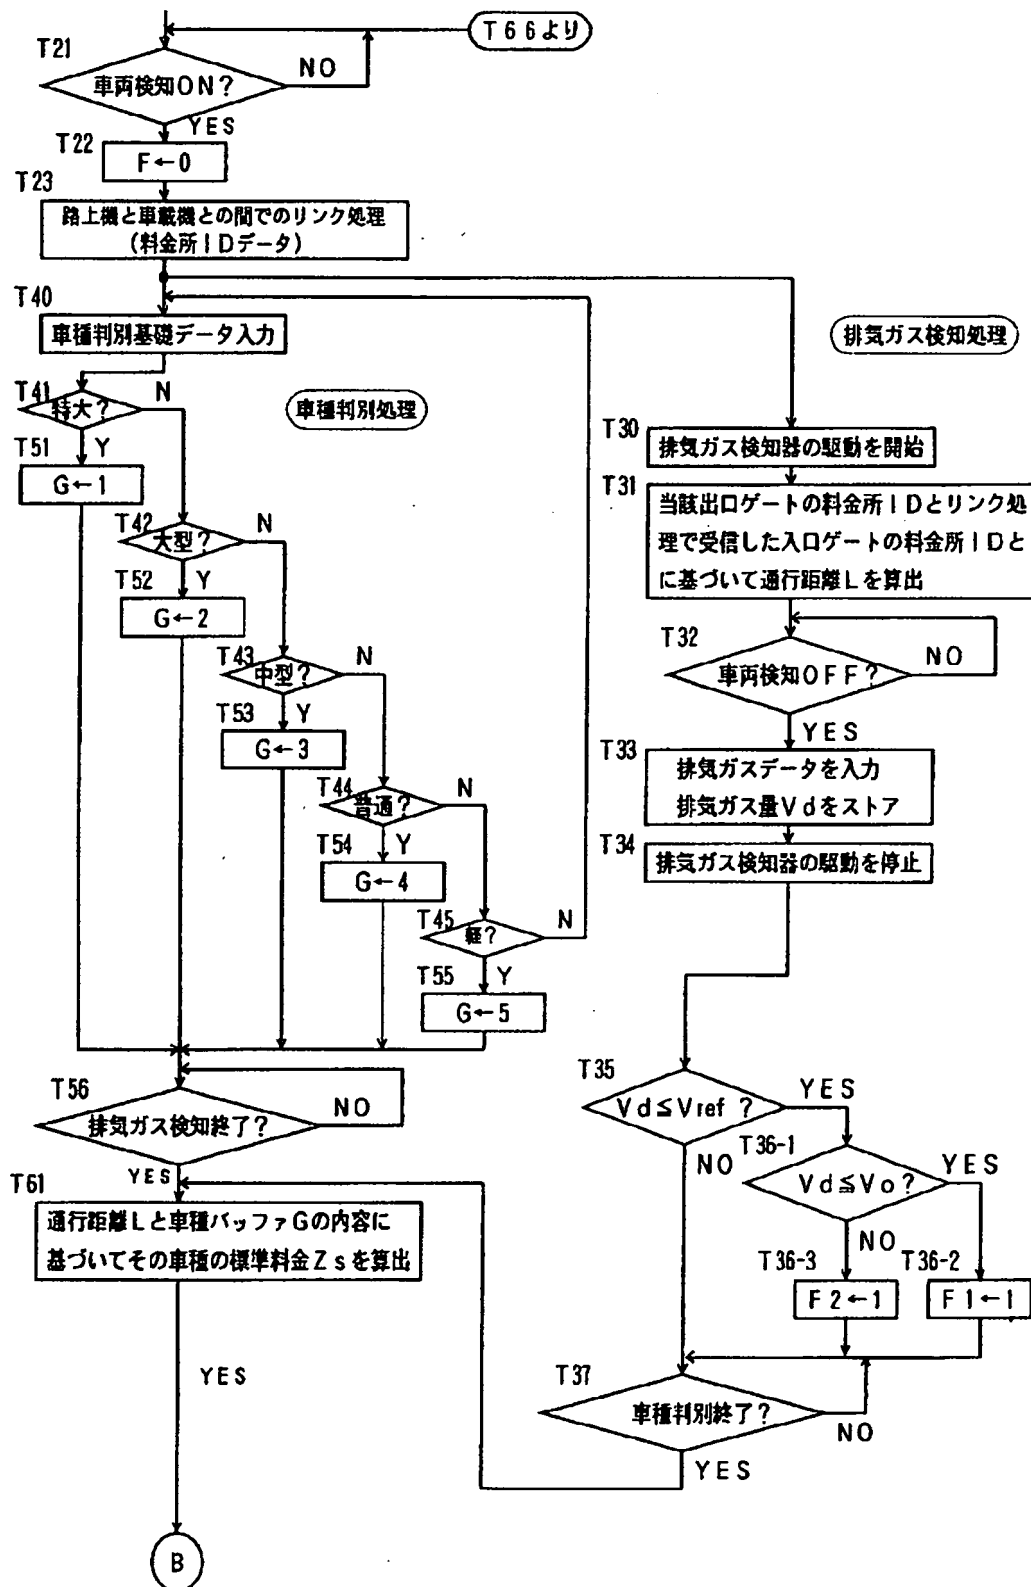 T66より
T21
車両検知ON?
NO
YES
T22
F←0
T23
路上機と車載機との間でのリンク処理
(料金所IDデータ)
T40
車種判別基礎データ入力
排気ガス検知処理
T41
特大?
N
車種判別処理
Y
T51
G←1
T42
大型?
N
Y
T52
G←2
T43
中型?
N
Y
T53
G←3
T44
普通?
N
Y
T54
G←4
T45
軽?
N
Y
T55
G←5
T30
排気ガス検知器の駆動を開始
T31
当該出口ゲートの料金所IDとリンク処
理で受信した入口ゲートの料金所IDと
に基づいて通行距離Lを算出
T32
車両検知OFF?
NO
YES
T33
排気ガスデータを入力
排気ガス量Vdをストア
T34
排気ガス検知器の駆動を停止
T35
Vd≦Vref?
YES
NO
T36-1
Vd≦Vo?
YES
NO
T36-3
F2←1
T36-2
F1←1
T37
車種判別終了?
NO
YES
T56
排気ガス検知終了?
NO
YES
T61
通行距離Lと車種バッファGの内容に
基づいてその車種の標準料金Zsを算出
YES
B